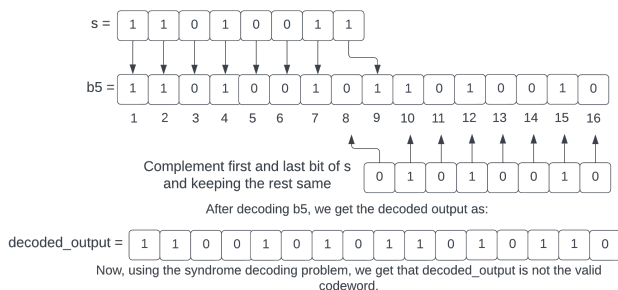 s = 1 1 0 1 0 0 1 1
b5 = 1 1 0 1 0 0 1 0 1 1 0 1 0 0 1 0
1 2 3 4 5 6 7 8 9 10 11 12 13 14 15 16
Complement first and last bit of s
and keeping the rest same
0 1 0 1 0 0 1 0
After decoding b5, we get the decoded output as:
decoded_output = 1 1 0 0 1 0 1 0 1 1 1 0 1 1 1 0
Now, using the syndrome decoding problem, we get that decoded_output is not the valid
codeword.